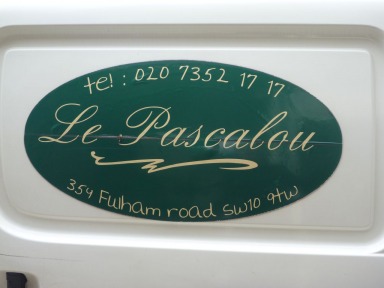 tel : 020 7352 17 17
Le Pascalou
354 Fulham road sw10 9tw